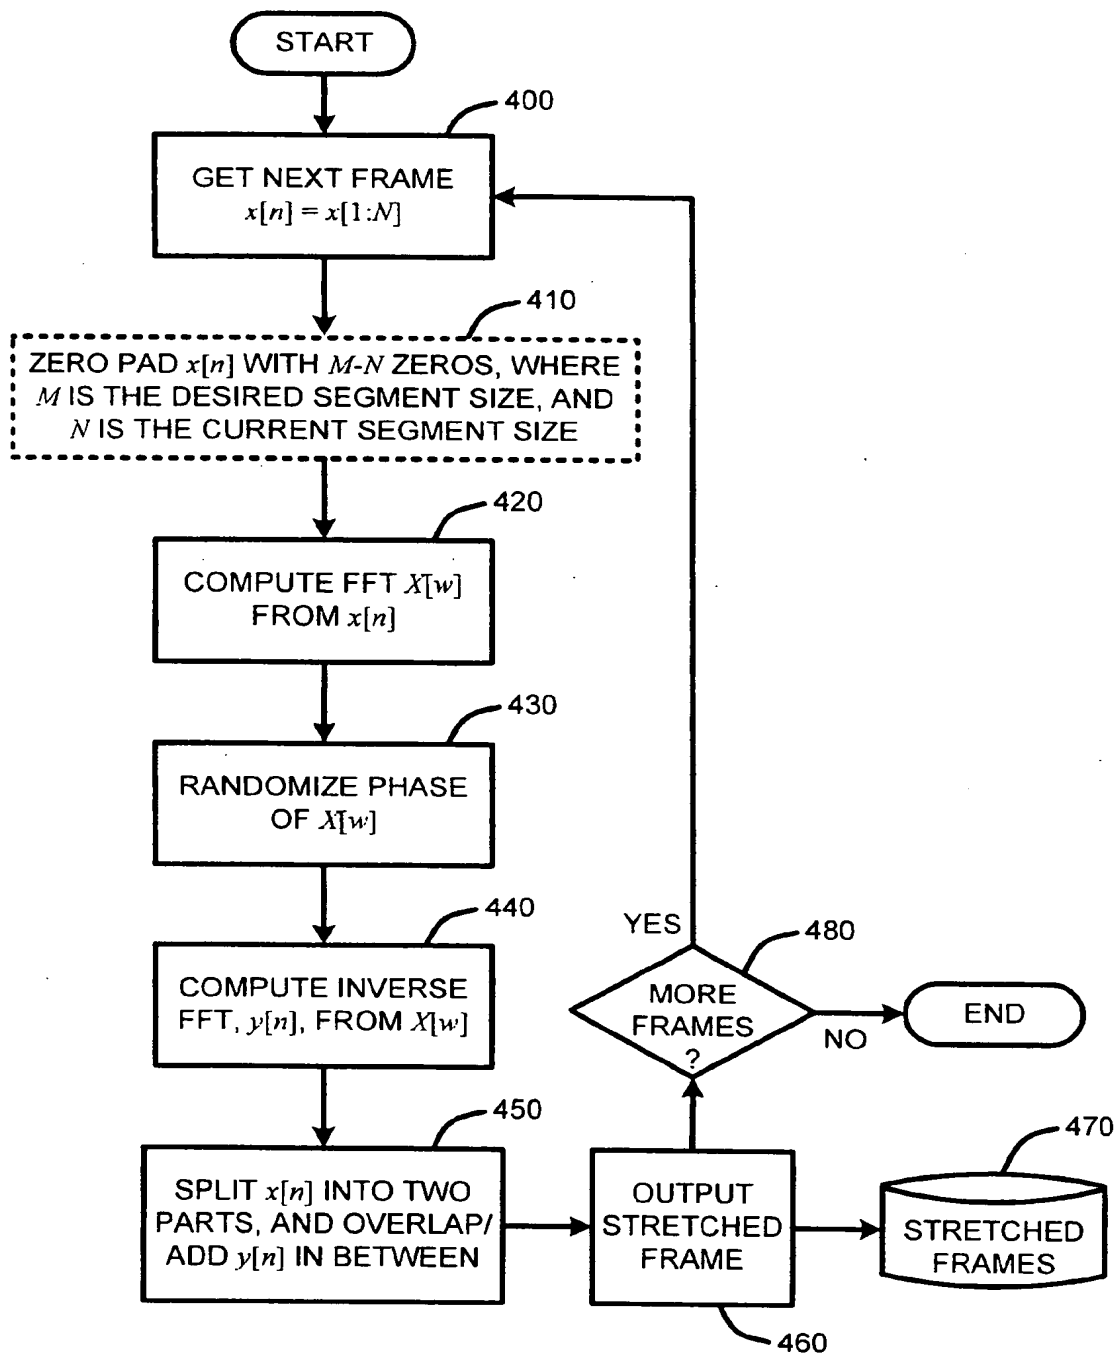 START
400
GET NEXT FRAME
x[n] = x[1:N]
410
ZERO PAD x[n] WITH M-N ZEROS, WHERE
M IS THE DESIRED SEGMENT SIZE, AND
N IS THE CURRENT SEGMENT SIZE
420
COMPUTE FFT X[w]
FROM x[n]
430
RANDOMIZE PHASE
OF X[w]
440
COMPUTE INVERSE
FFT, y[n], FROM X[w]
450
SPLIT x[n] INTO TWO
PARTS, AND OVERLAP/
ADD y[n] IN BETWEEN
OUTPUT
STRETCHED
FRAME
460
470
STRETCHED
FRAMES
YES
480
MORE
FRAMES
?
NO
END